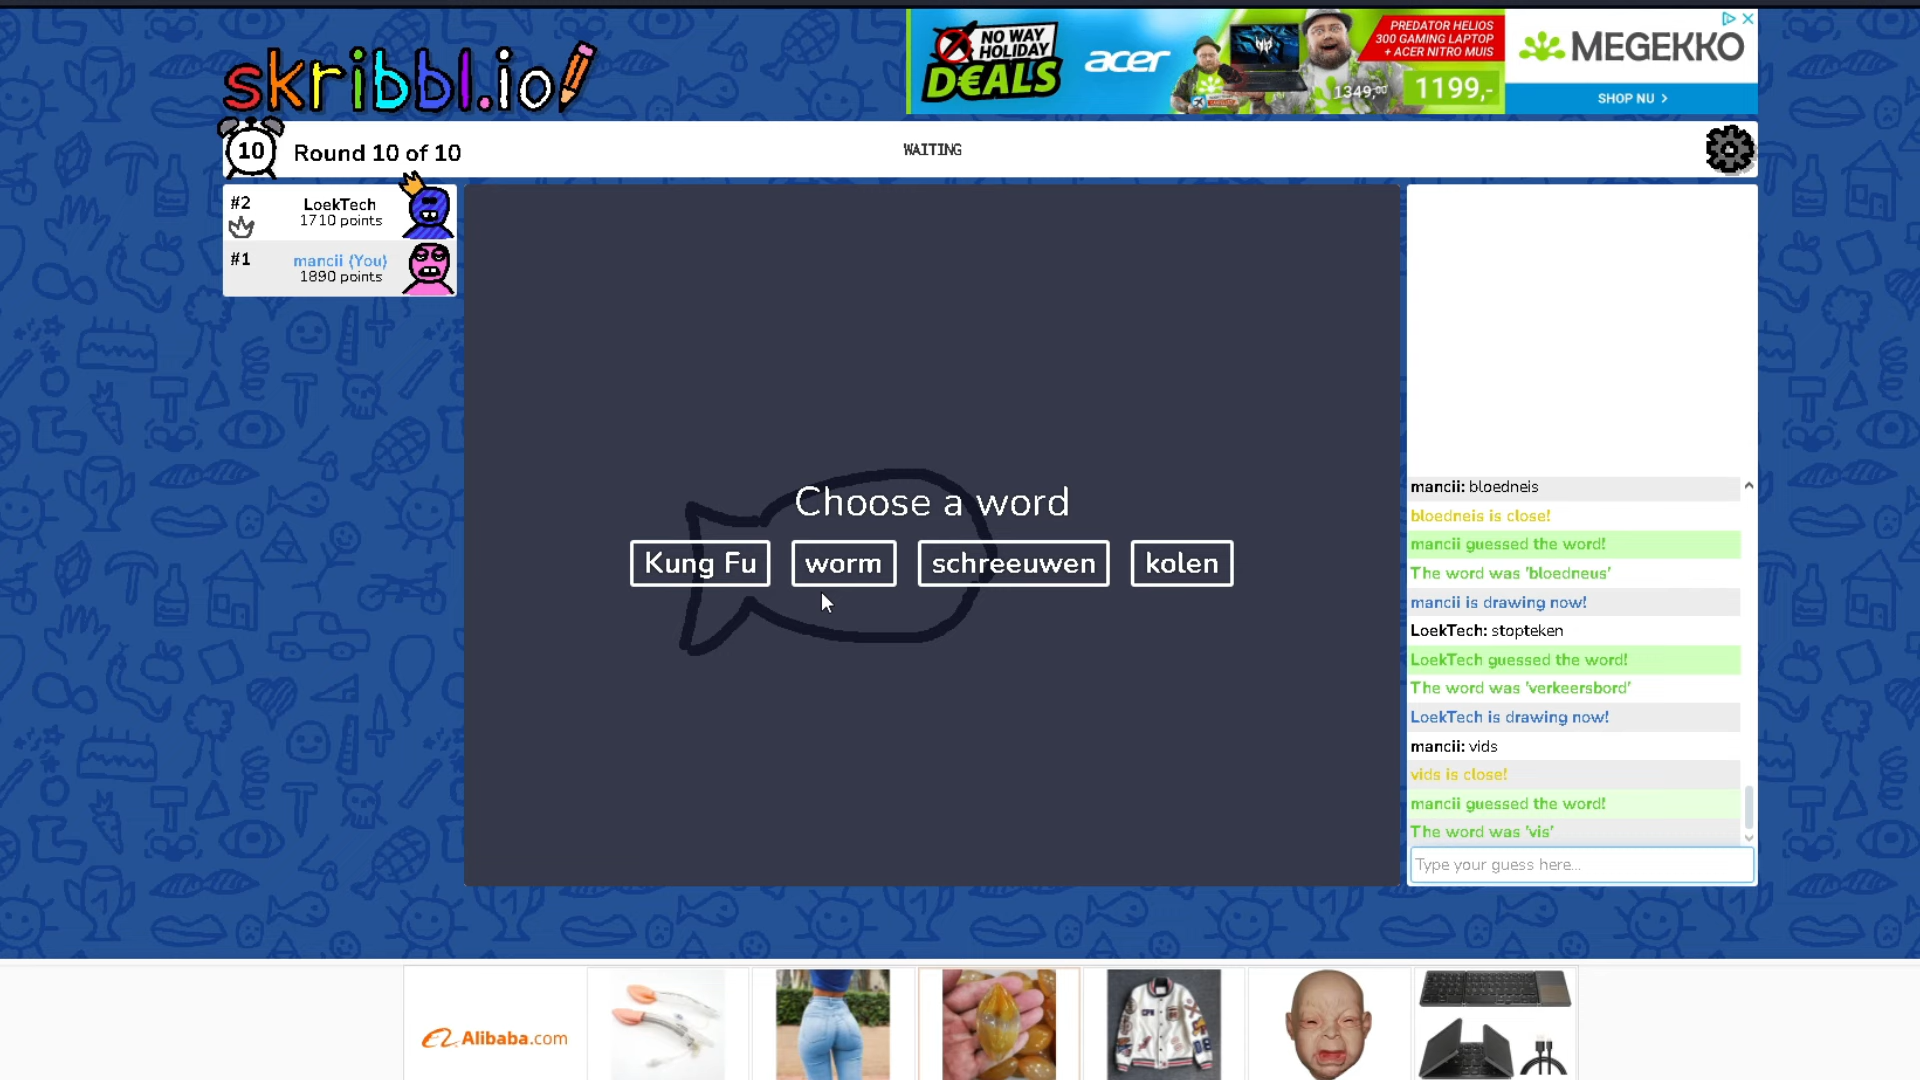 skribbl.io
NO WAY
HOLIDAY
D€ALS
acer
PREDATOR HELIOS
300 GAMING LAPTOP
+ ACER NITRO MUIS
1349,00
1199,-
MEGEKKO
SHOP NU >
10
Round 10 of 10
WAITING
#2
LoekTech
1710 points
#1
mancii (You)
1890 points
Choose a word
Kung Fu
worm
schreeuwen
kolen
mancii: bloedneis
bloedneis is close!
mancii guessed the word!
The word was 'bloedneus'
mancii is drawing now!
LoekTech: stopteken
LoekTech guessed the word!
The word was 'verkeersbord'
LoekTech is drawing now!
mancii: vids
vids is close!
mancii guessed the word!
The word was 'vis'
Type your guess here...
Alibaba.com